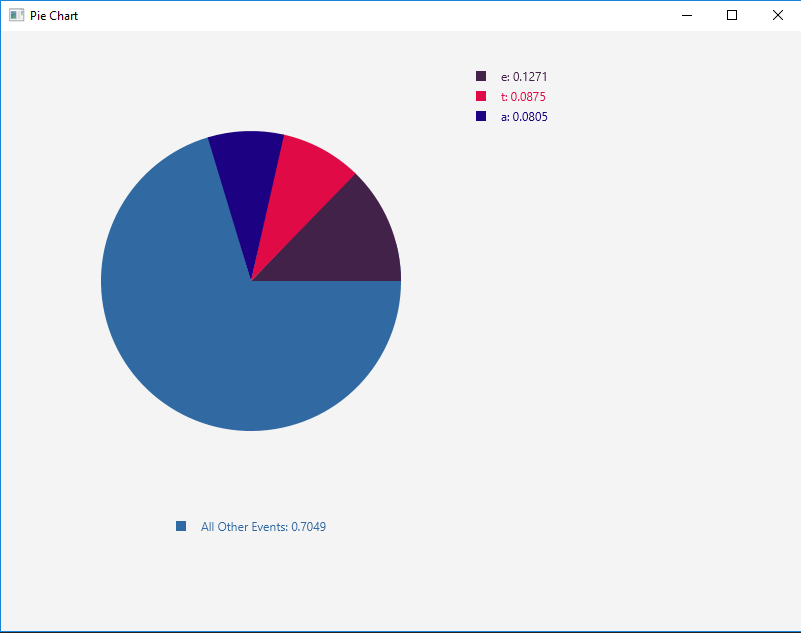 Pie Chart
e: 0.1271
t: 0.0875
a: 0.0805
All Other Events: 0.7049